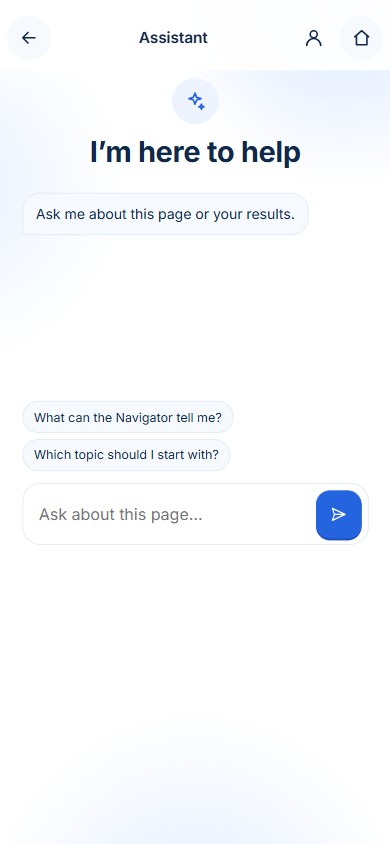 Assistant
I’m here to help
Ask me about this page or your results.
What can the Navigator tell me?
Which topic should I start with?
Ask about this page...